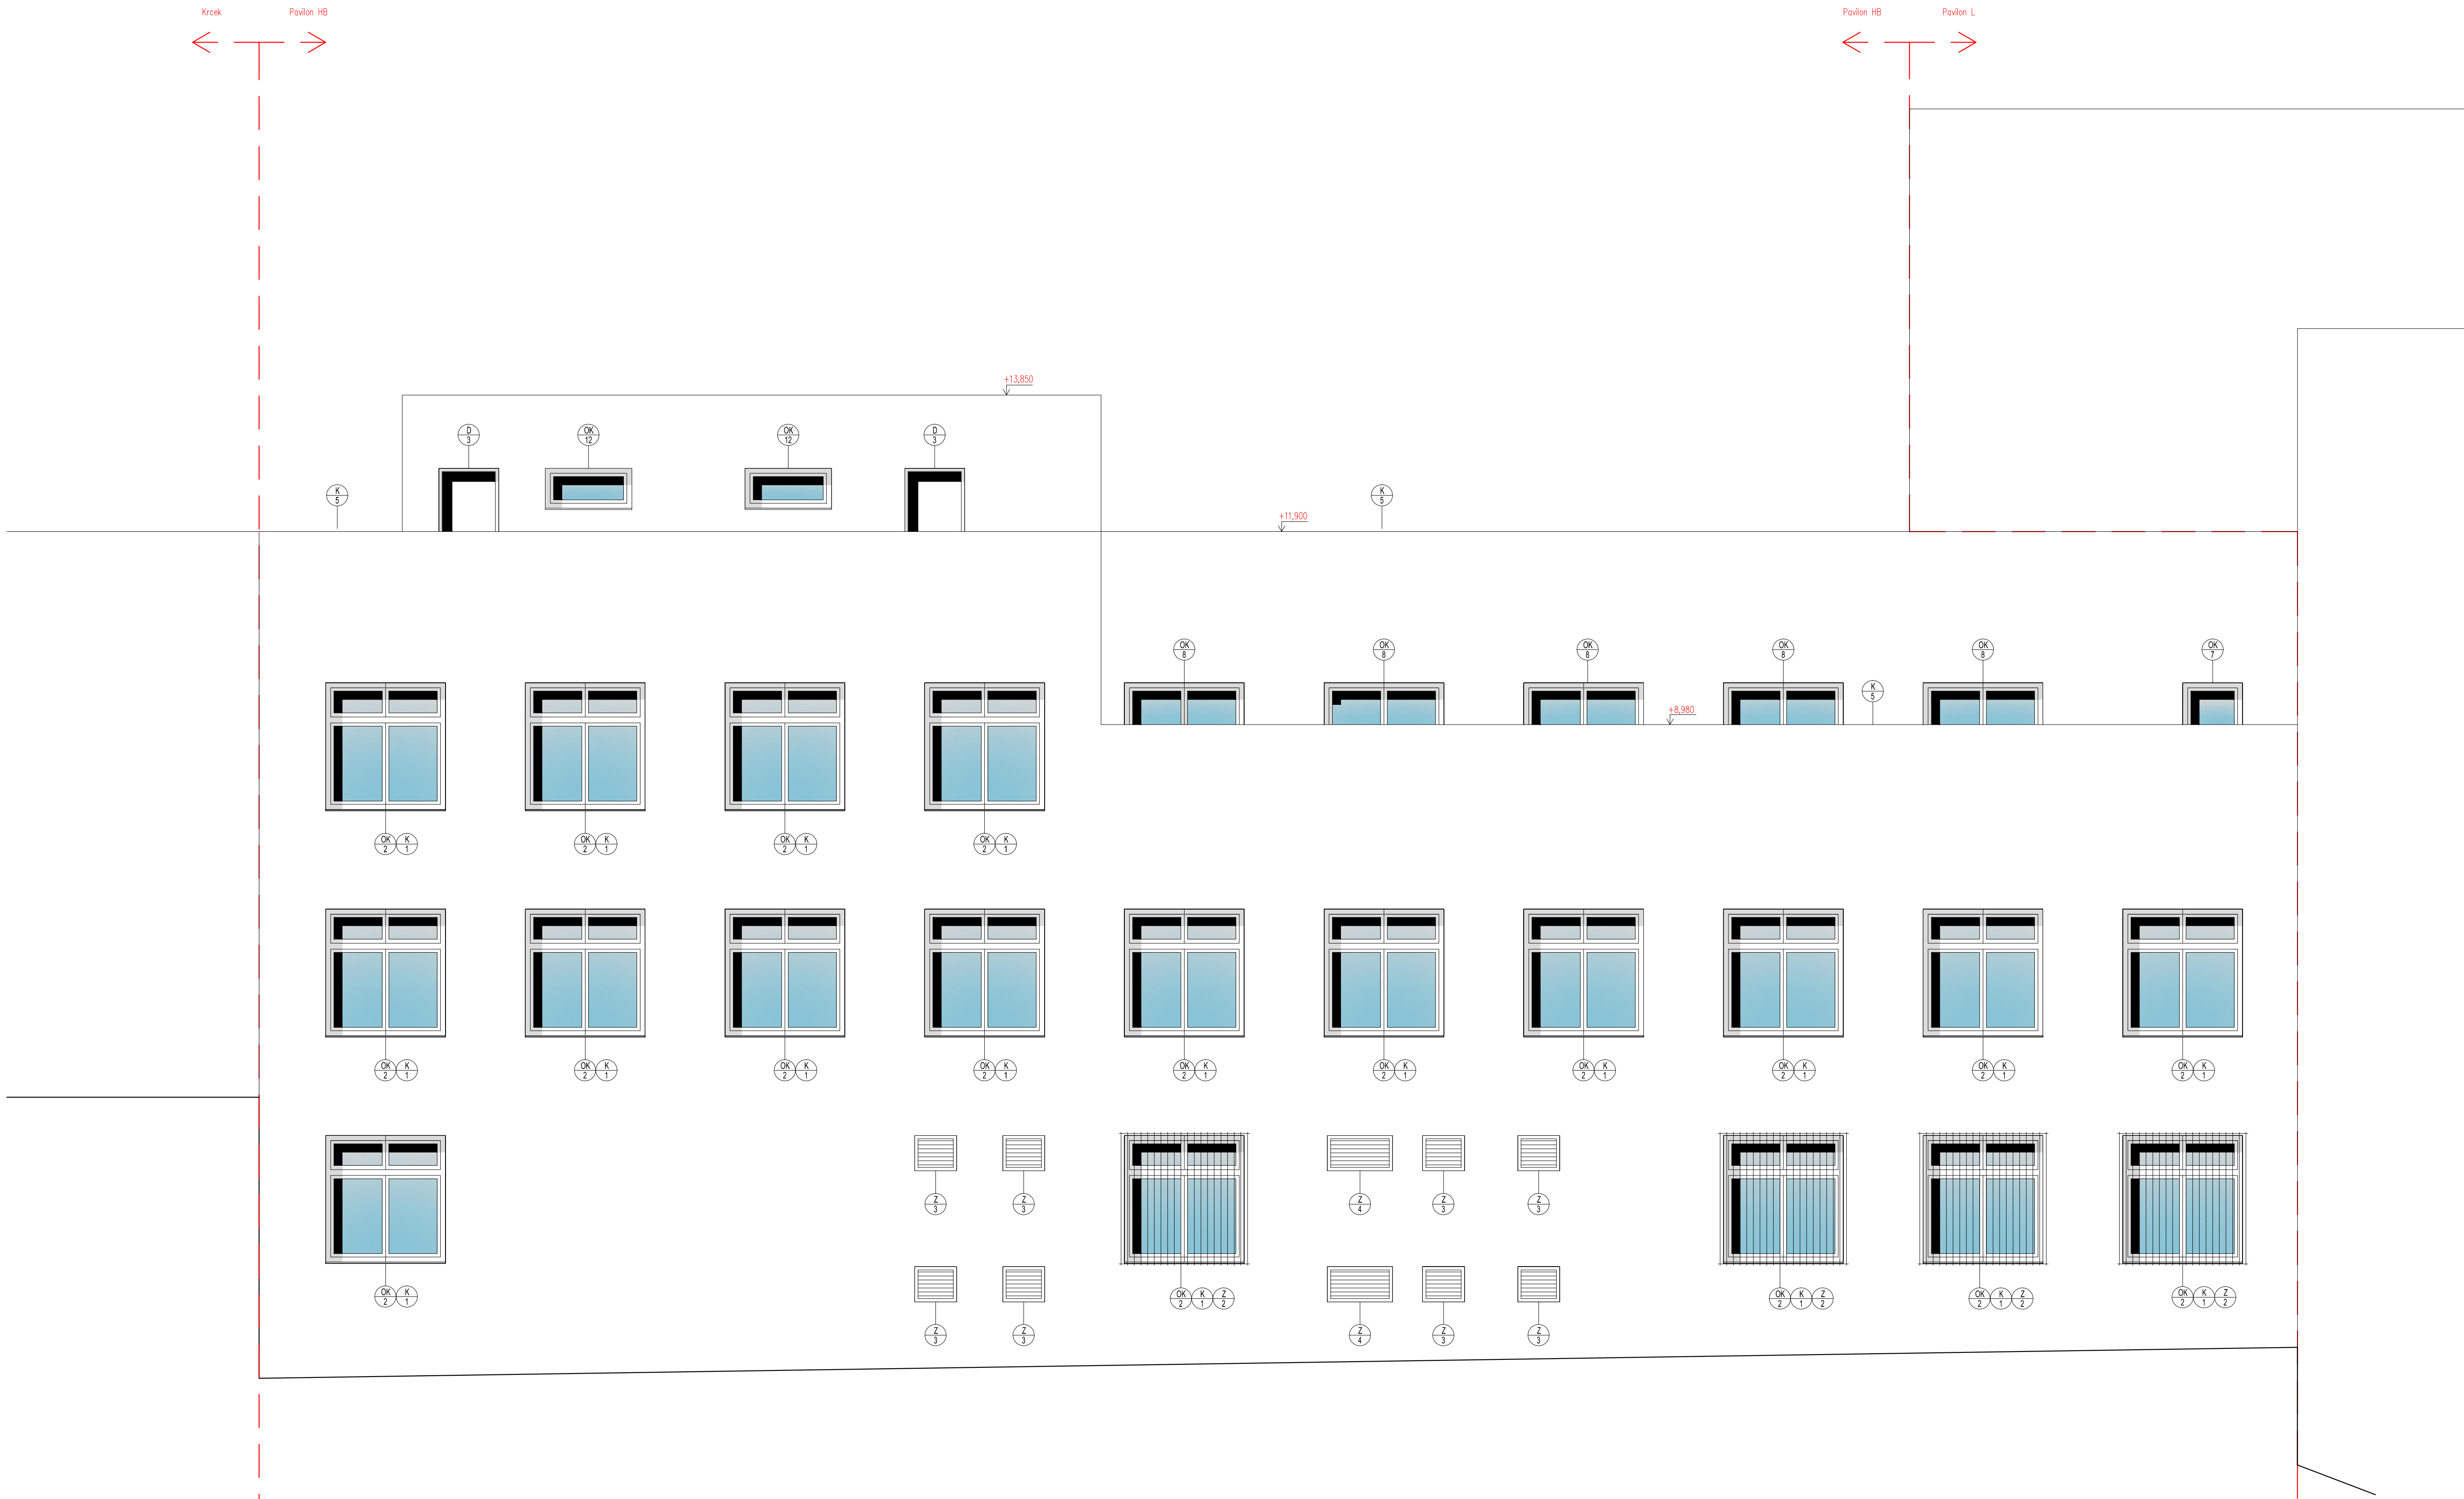 Krcek Pavilon HB Pavilon HB Pavilon L
+13,850
D OK OK D
3 12 12 3
K K
5 5
+11,900
OK OK OK OK OK OK
8 8 8 8 8 7
K
5
+8,980
OK K OK K OK K OK K
2 1 2 1 2 1 2 1
OK K OK K OK K OK K OK K OK K OK K OK K OK K OK K
2 1 2 1 2 1 2 1 2 1 2 1 2 1 2 1 2 1 2 1
Z Z Z Z Z
3 3 4 3 3
OK K OK K Z OK K Z OK K Z OK K Z
2 1 2 1 2 2 1 2 2 1 2 2 1 2
Z Z Z Z Z
3 3 4 3 3